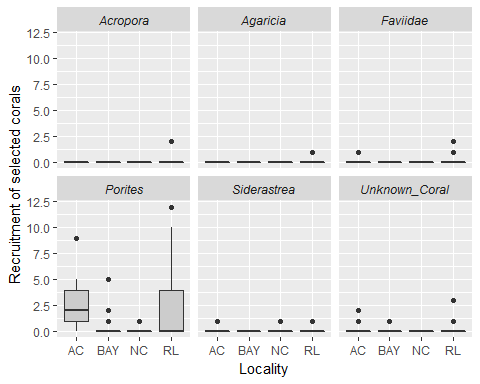 Acropora Agaricia Faviidae
12.5
10.0
7.5
5.0
2.5
0.0
Porites Siderastrea Unknown_Coral
12.5
10.0
7.5
5.0
2.5
0.0
AC BAY NC RL AC BAY NC RL AC BAY NC RL
Locality
Recruitment of selected corals